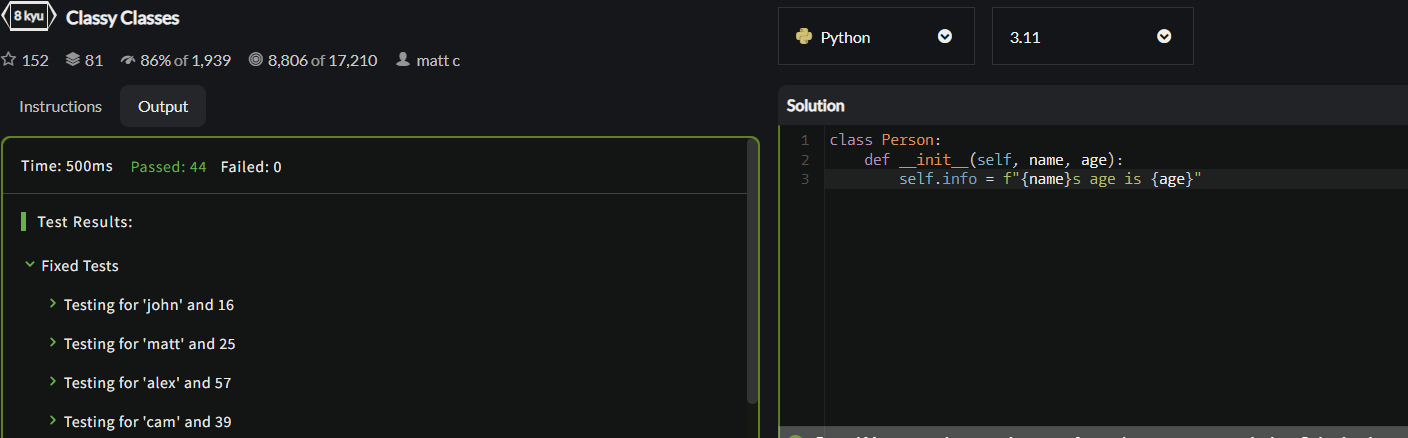 8 kyu Classy Classes
152 81 86% of 1,939 8,806 of 17,210 matt c
Instructions Output
Time: 500ms Passed: 44 Failed: 0
Test Results:
Fixed Tests
Testing for 'john' and 16
Testing for 'matt' and 25
Testing for 'alex' and 57
Testing for 'cam' and 39
Python 3.11
Solution
1 class Person:
2 def __init__(self, name, age):
3 self.info = f"{name}s age is {age}"